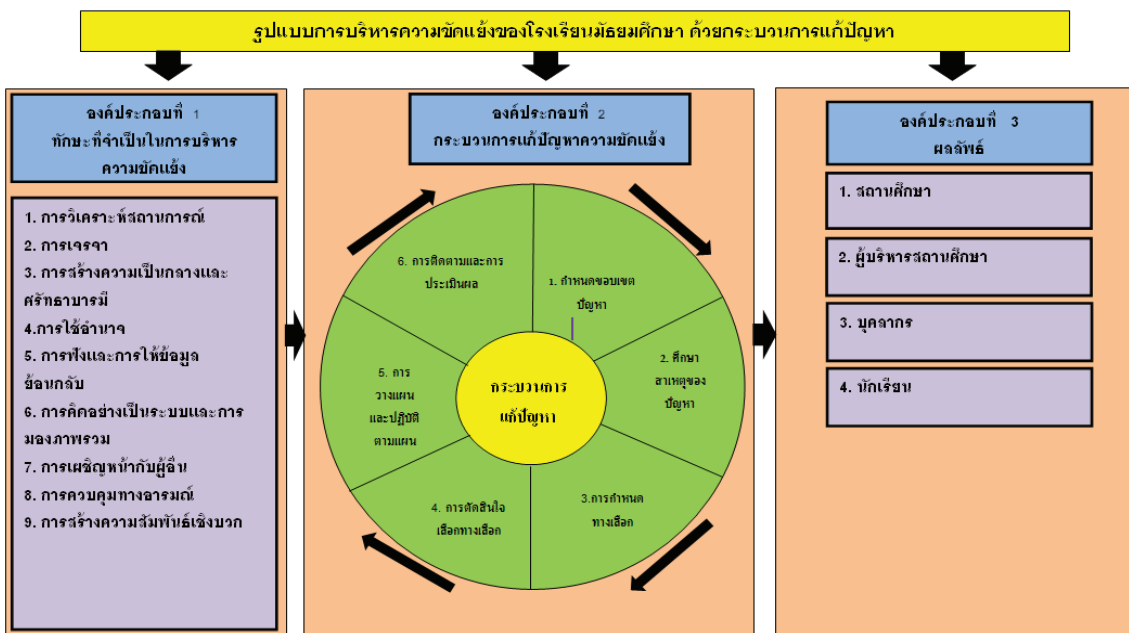 รูปแบบการบริหารความขัดแย้งของโรงเรียนมัธยมศึกษา ด้วยกระบวนการแก้ปัญหา
องค์ประกอบที่ 1
ทักษะที่จำเป็นในการบริหาร
ความขัดแย้ง
1. การวิเคราะห์สถานการณ์
2. การเจรจา
3. การสร้างความเป็นกลางและ
ศรัทธาบารมี
4.การใช้อำนาจ
5. การฟังและการให้ข้อมูล
ย้อนกลับ
6. การคิดอย่างเป็นระบบและการ
มองภาพรวม
7. การเผชิญหน้ากับผู้อื่น
8. การควบคุมทางอารมณ์
9. การสร้างความสัมพันธ์เชิงบวก
องค์ประกอบที่ 2
กระบวนการแก้ปัญหาความขัดแย้ง
1. กำหนดขอบเขต
ปัญหา
2. ศึกษา
สาเหตุของ
ปัญหา
3.การกำหนด
ทางเลือก
4. การตัดสินใจ
เลือกทางเลือก
5. การ
วางแผน
และปฏิบัติ
ตามแผน
6. การติดตามและการ
ประเมินผล
กระบวนการ
แก้ปัญหา
องค์ประกอบที่ 3
ผลลัพธ์
1. สถานศึกษา
2. ผู้บริหารสถานศึกษา
3. บุคลากร
4. นักเรียน